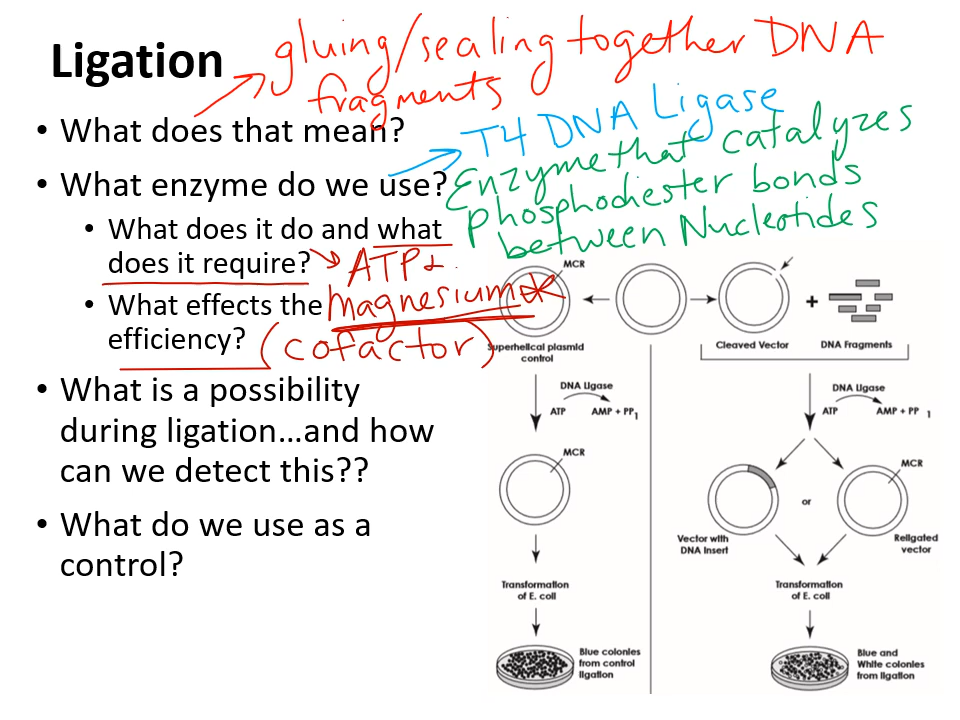 Ligation
gluing/sealing together DNA
fragments
• What does that mean?
T4 DNA Ligase
• What enzyme do we use?
Enzyme that catalyzes
phosphodiester bonds
between Nucleotides
• What does it do and what
does it require?
ATP +
• What effects the
efficiency?
magnesium
(cofactor)
• What is a possibility
during ligation…and how
can we detect this??
• What do we use as a
control?
MCR
Superhelical plasmid
control
+
Cleaved Vector
DNA Fragments
DNA Ligase
ATP
AMP + PP1
MCR
Transformation
of E. coli
Blue colonies
from control
ligation
DNA Ligase
ATP
AMP + PP 1
MCR
or
Vector with
DNA Insert
Religated
vector
Transformation
of E. coli
Blue and
White colonies
from ligation